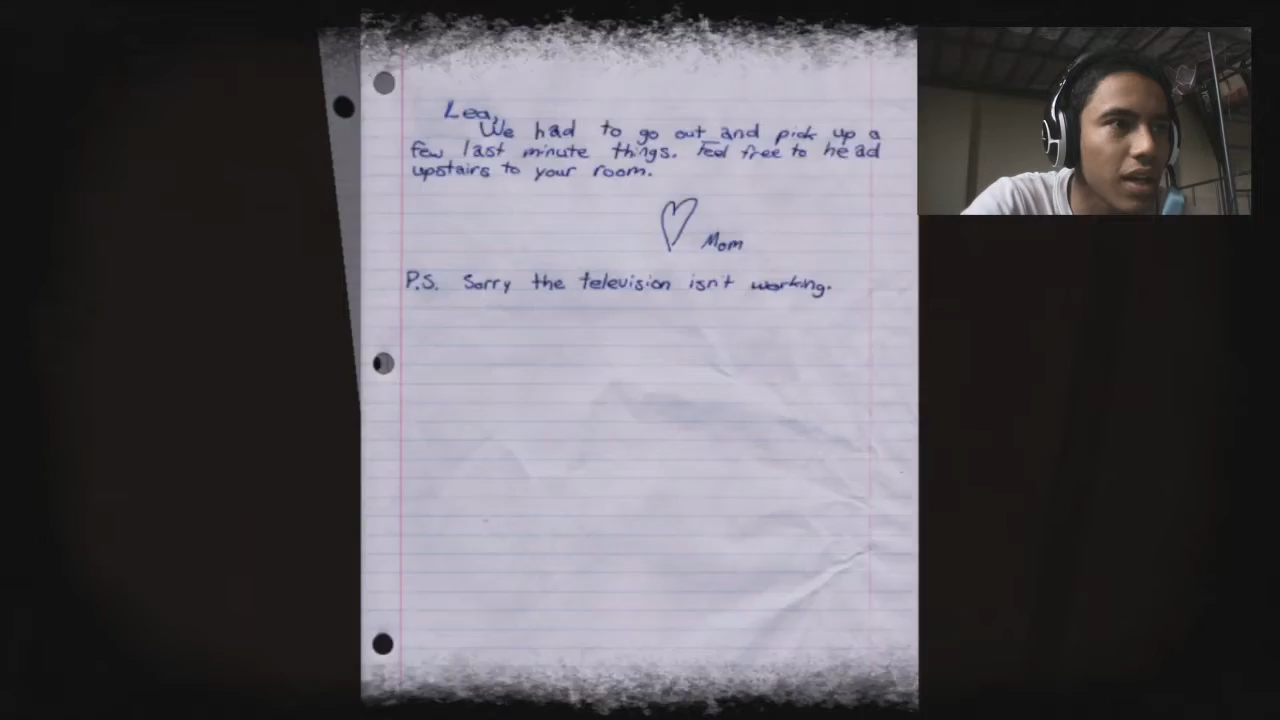 Lea,
We had to go out and pick up a
few last minute things. Feel free to head
upstairs to your room.
Mom
P.S. Sorry the television isn't working.